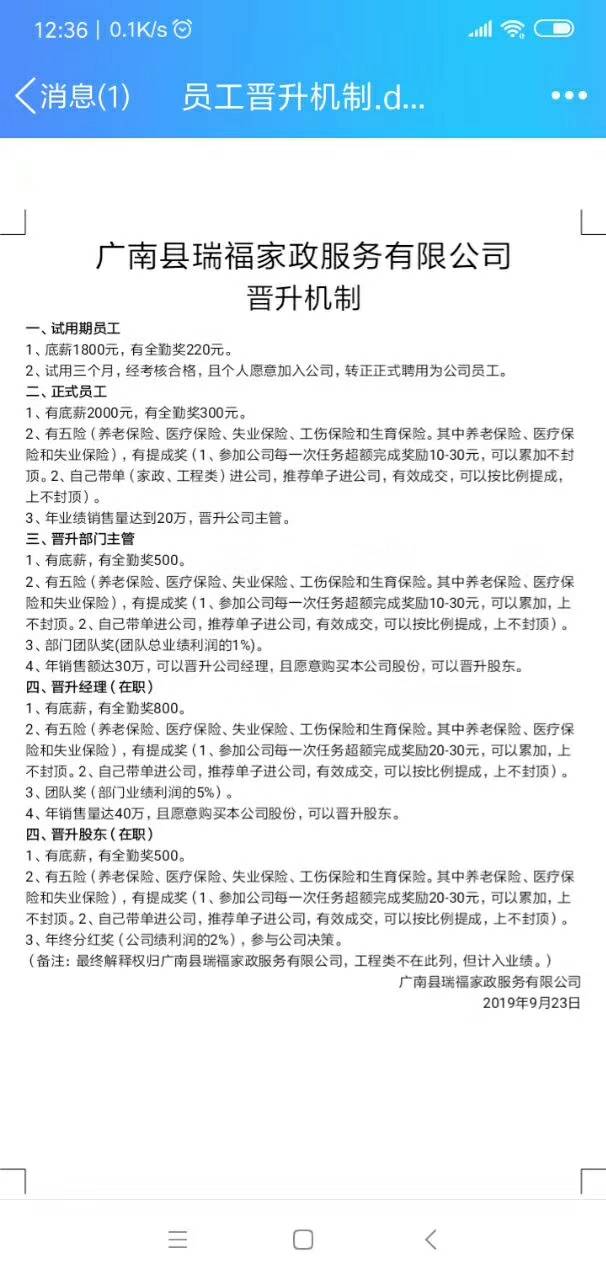 12:36 | 0.1K/s
消息(1)
员工晋升机制.d...
广南县瑞福家政服务有限公司
晋升机制
一、试用期员工
1、底薪1800元，有全勤奖220元。
2、试用三个月，经考核合格，且个人愿意加入公司，转正正式聘用为公司员工。
二、正式员工
1、有底薪2000元，有全勤奖300元。
2、有五险（养老保险、医疗保险、失业保险、工伤保险和生育保险。其中养老保险、医疗保
险和失业保险），有提成奖（1、参加公司每一次任务超额完成奖励10-30元，可以累加不封
顶。2、自己带单（家政、工程类）进公司，推荐单子进公司，有效成交，可以按比例提成，
上不封顶）。
3、年业绩销售量达到20万，晋升公司主管。
三、晋升部门主管
1、有底薪，有全勤奖500。
2、有五险（养老保险、医疗保险、失业保险、工伤保险和生育保险。其中养老保险、医疗保
险和失业保险），有提成奖（1、参加公司每一次任务超额完成奖励10-30元，可以累加，上
不封顶。2、自己带单进公司，推荐单子进公司，有效成交，可以按比例提成，上不封顶）。
3、部门团队奖(团队总业绩利润的1%)。
4、年销售额达30万，可以晋升公司经理，且愿意购买本公司股份，可以晋升股东。
四、晋升经理（在职）
1、有底薪，有全勤奖800。
2、有五险（养老保险、医疗保险、失业保险、工伤保险和生育保险。其中养老保险、医疗保
险和失业保险），有提成奖（1、参加公司每一次任务超额完成奖励20-30元，可以累加，上
不封顶。2、自己带单进公司，推荐单子进公司，有效成交，可以按比例提成，上不封顶）。
3、团队奖（部门业绩利润的5%）。
4、年销售量达40万，且愿意购买本公司股份，可以晋升股东。
四、晋升股东（在职）
1、有底薪，有全勤奖500。
2、有五险（养老保险、医疗保险、失业保险、工伤保险和生育保险。其中养老保险、医疗保
险和失业保险），有提成奖（1、参加公司每一次任务超额完成奖励20-30元，可以累加，上
不封顶。2、自己带单进公司，推荐单子进公司，有效成交，可以按比例提成，上不封顶）。
3、年终分红奖（公司绩利润的2%），参与公司决策。
（备注：最终解释权归广南县瑞福家政服务有限公司，工程类不在此列，但计入业绩。）
广南县瑞福家政服务有限公司
2019年9月23日